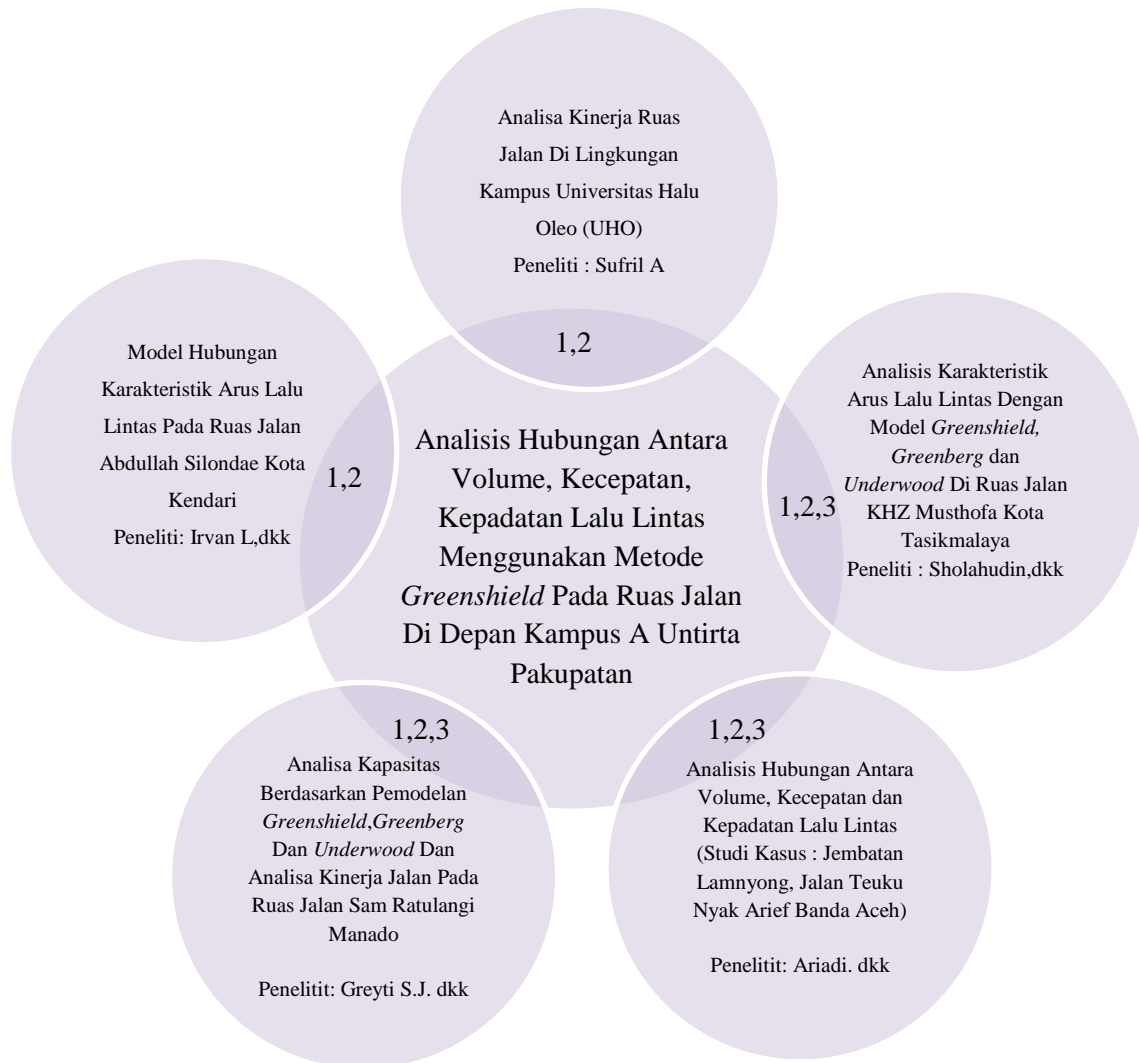 Analisa Kinerja Ruas
Jalan Di Lingkungan
Kampus Universitas Halu
Oleo (UHO)
Peneliti : Sufril A
1,2
Model Hubungan
Karakteristik Arus Lalu
Lintas Pada Ruas Jalan
Abdullah Silondae Kota
Kendari
Peneliti: Irvan L,dkk
1,2
Analisis Hubungan Antara
Volume, Kecepatan,
Kepadatan Lalu Lintas
Menggunakan Metode
Greenshield Pada Ruas Jalan
Di Depan Kampus A Untirta
Pakupatan
1,2,3
Analisis Karakteristik
Arus Lalu Lintas Dengan
Model Greenshield,
Greenberg dan
Underwood Di Ruas Jalan
KHZ Musthofa Kota
Tasikmalaya
Peneliti : Sholahudin,dkk
1,2,3
Analisa Kapasitas
Berdasarkan Pemodelan
Greenshield,Greenberg
Dan Underwood Dan
Analisa Kinerja Jalan Pada
Ruas Jalan Sam Ratulangi
Manado
Penelitit: Greyti S.J. dkk
1,2,3
Analisis Hubungan Antara
Volume, Kecepatan dan
Kepadatan Lalu Lintas
(Studi Kasus : Jembatan
Lamnyong, Jalan Teuku
Nyak Arief Banda Aceh)
Penelitit: Ariadi. dkk